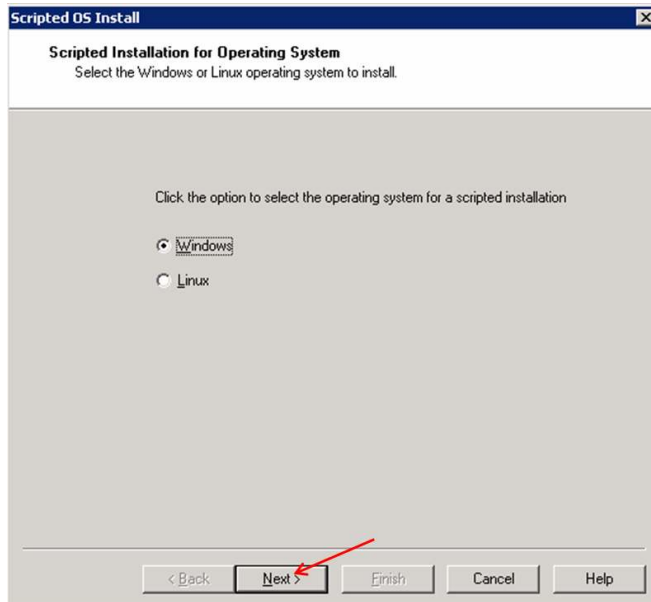 Scripted OS Install
Scripted Installation for Operating System
Select the Windows or Linux operating system to install.
Click the option to select the operating system for a scripted installation
Windows
Linux
< Back
Next >
Finish
Cancel
Help